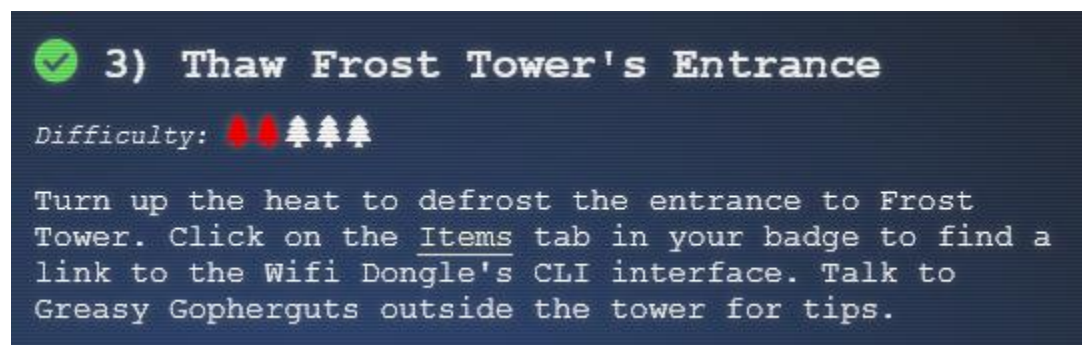 3) Thaw Frost Tower's Entrance
Difficulty:
Turn up the heat to defrost the entrance to Frost
Tower. Click on the Items tab in your badge to find a
link to the Wifi Dongle's CLI interface. Talk to
Greasy Gopherguts outside the tower for tips.